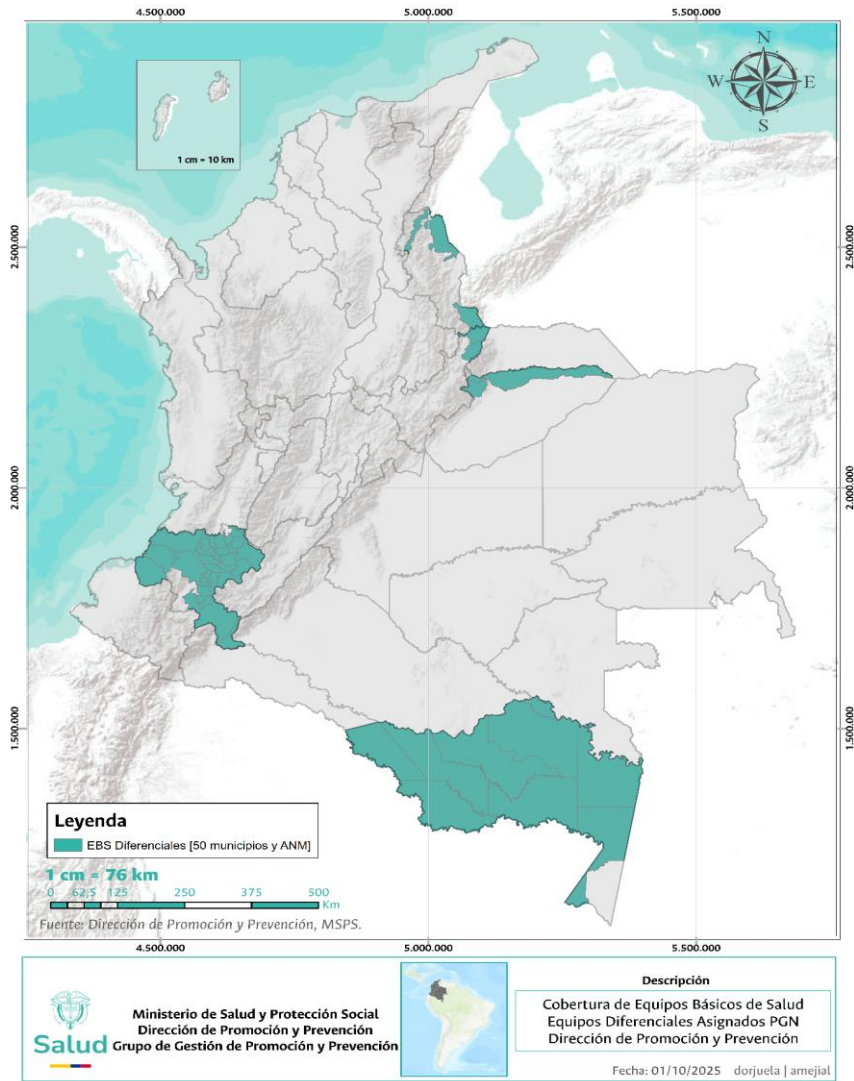 4.500.000
5.000.000
5.500.000
N
W
E
S
1 cm = 10 km
2.500.000
2.500.000
2.000.000
2.000.000
1.500.000
1.500.000
Leyenda
EBS Diferenciales [50 municipios y ANM]
1 cm = 76 km
0 62,5 125 250 375 500
Km
Fuente: Dirección de Promoción y Prevención, MSPS.
4.500.000
5.000.000
5.500.000
Salud
Ministerio de Salud y Protección Social
Dirección de Promoción y Prevención
Grupo de Gestión de Promoción y Prevención
Descripción
Cobertura de Equipos Básicos de Salud
Equipos Diferenciales Asignados PGN
Dirección de Promoción y Prevención
Fecha: 01/10/2025 dorjuela | amejial